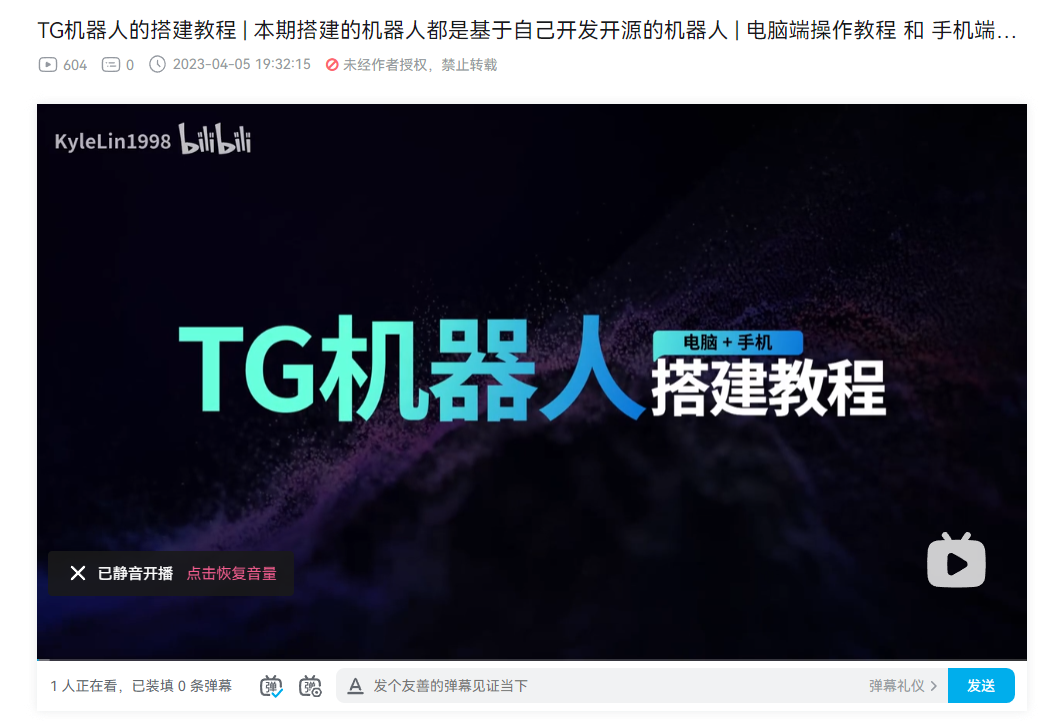 TG机器人的搭建教程 | 本期搭建的机器人都是基于自己开发开源的机器人 | 电脑端操作教程 和 手机端...
604 0 2023-04-05 19:32:15 未经作者授权，禁止转载
KyleLin1998 bilibili
TG机器人
电脑 + 手机
搭建教程
已静音开播 点击恢复音量
1 人正在看，已装填 0 条弹幕 弹 弹 A 发个友善的弹幕见证当下 弹幕礼仪 > 发送